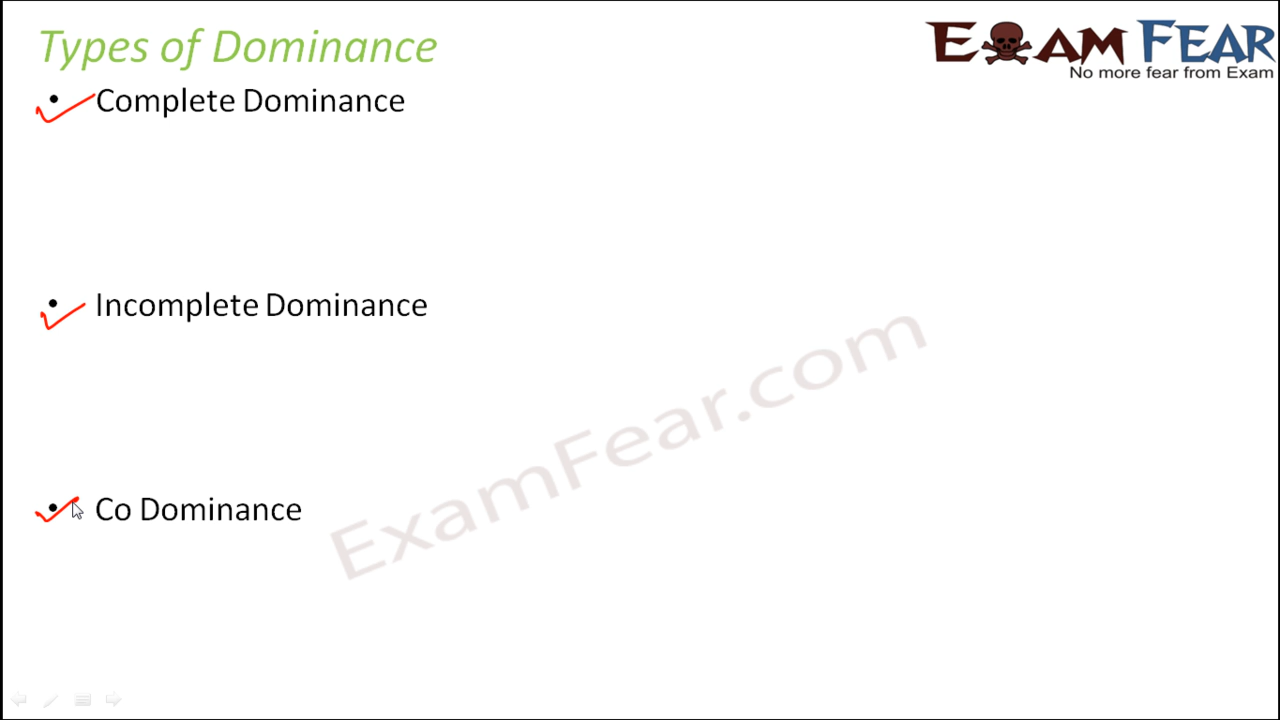 Types of Dominance
EXAM FEAR
No more fear from Exam
• Complete Dominance
• Incomplete Dominance
• Co Dominance
ExamFear.com